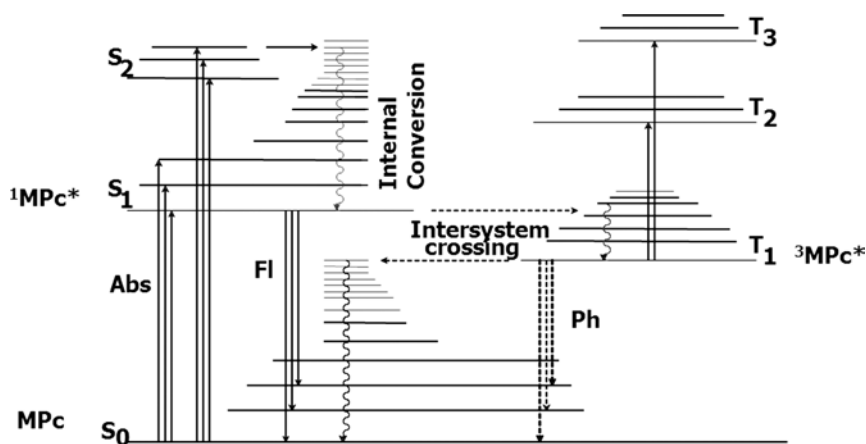 S2
T3
T2
Internal
Conversion
¹MPc*
S1
Intersystem
crossing
T1 ³MPc*
Abs
Fl
Ph
MPc
S0